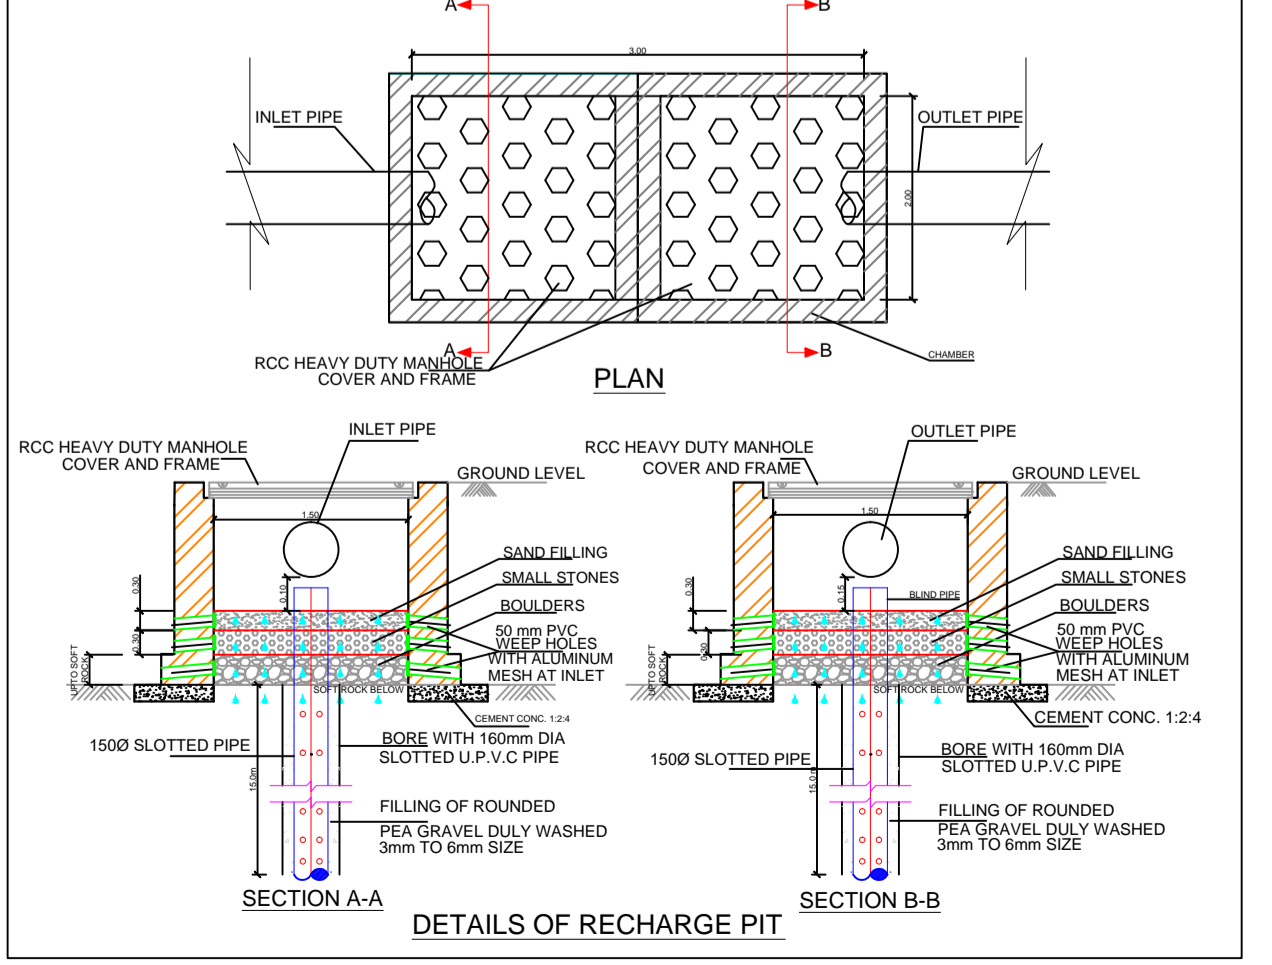 A
B
3.00
INLET PIPE
OUTLET PIPE
2.00
A
B
RCC HEAVY DUTY MANHOLE
COVER AND FRAME
CHAMBER
PLAN
INLET PIPE
RCC HEAVY DUTY MANHOLE
COVER AND FRAME
GROUND LEVEL
1.50
SAND FILLING
SMALL STONES
BOULDERS
50 mm PVC
WEEP HOLES
WITH ALUMINUM
MESH AT INLET
0.30
0.10
0.30
UPTO SOFT
ROCK
SOFT ROCK BELOW
CEMENT CONC. 1:2:4
150Ø SLOTTED PIPE
BORE WITH 160mm DIA
SLOTTED U.P.V.C PIPE
15.0m
FILLING OF ROUNDED
PEA GRAVEL DULY WASHED
3mm TO 6mm SIZE
SECTION A-A
OUTLET PIPE
RCC HEAVY DUTY MANHOLE
COVER AND FRAME
GROUND LEVEL
1.50
SAND FILLING
SMALL STONES
BLIND PIPE
BOULDERS
50 mm PVC
WEEP HOLES
WITH ALUMINUM
MESH AT INLET
0.30
0.15
0.30
UPTO SOFT
ROCK
SOFT ROCK BELOW
CEMENT CONC. 1:2:4
150Ø SLOTTED PIPE
BORE WITH 160mm DIA
SLOTTED U.P.V.C PIPE
15.0m
FILLING OF ROUNDED
PEA GRAVEL DULY WASHED
3mm TO 6mm SIZE
SECTION B-B
DETAILS OF RECHARGE PIT